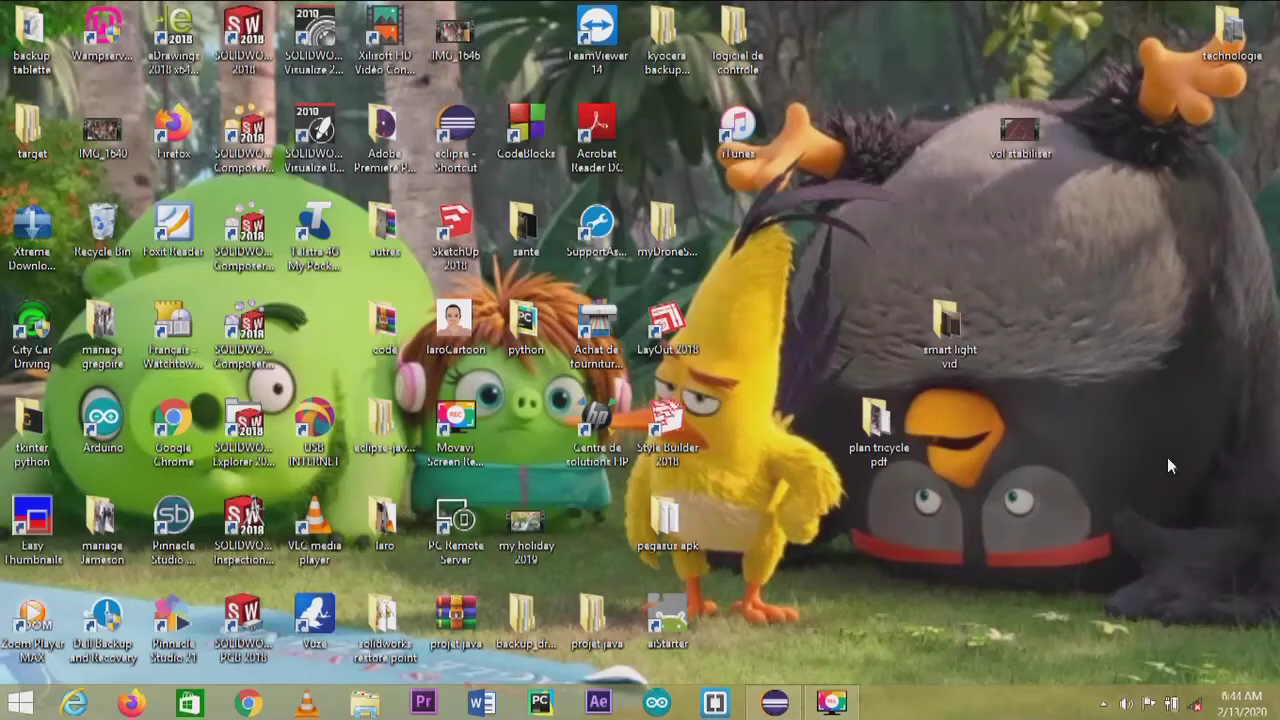 backup
tablette
Wampserv...
eDrawings
2018 x64...
SOLIDWO...
2018
SOLIDWO...
Visualize 2...
Xilisoft HD
Vidéo Con...
IMG_1646
TeamViewer
14
kyocera
backup...
logiciel de
controle
technologie
target
IMG_1640
Firefox
SOLIDWO...
Composer...
SOLIDWO...
Visualize B...
Adobe
Premiere P...
eclipse -
Shortcut
CodeBlocks
Acrobat
Reader DC
iTunes
vol stabiliser
Xtreme
Downlo...
Recycle Bin
Foxit Reader
SOLIDWO...
Composer...
Telstra 4G
My Pock...
autres
SketchUp
2018
sante
SupportAs...
myDroneS...
City Car
Driving
mariage
gregoire
Français -
Watchtow...
SOLIDWO...
Composer...
code
laroCartoon
python
Achat de
fournitur...
LayOut 2018
smart light
vid
tkinter
python
Arduino
Google
Chrome
SOLIDWO...
Explorer 20...
USB
INTERNET
eclipse-jav...
Movavi
Screen Re...
Centre de
solutions HP
Style Builder
2018
plan tricycle
pdf
Easy
Thumbnails
mariage
Jameson
Pinnacle
Studio ...
SOLIDWO...
Inspection...
VLC media
player
laro
PC Remote
Server
my holiday
2019
pegasus apk
Zoom Player
MAX
Dell Backup
and Recovery
Pinnacle
Studio 21
SOLIDWO...
PCB 2018
Vuze
solidworks
restore point
projet java
backup_dr...
projet java
aiStarter
6:44 AM
2/13/2020